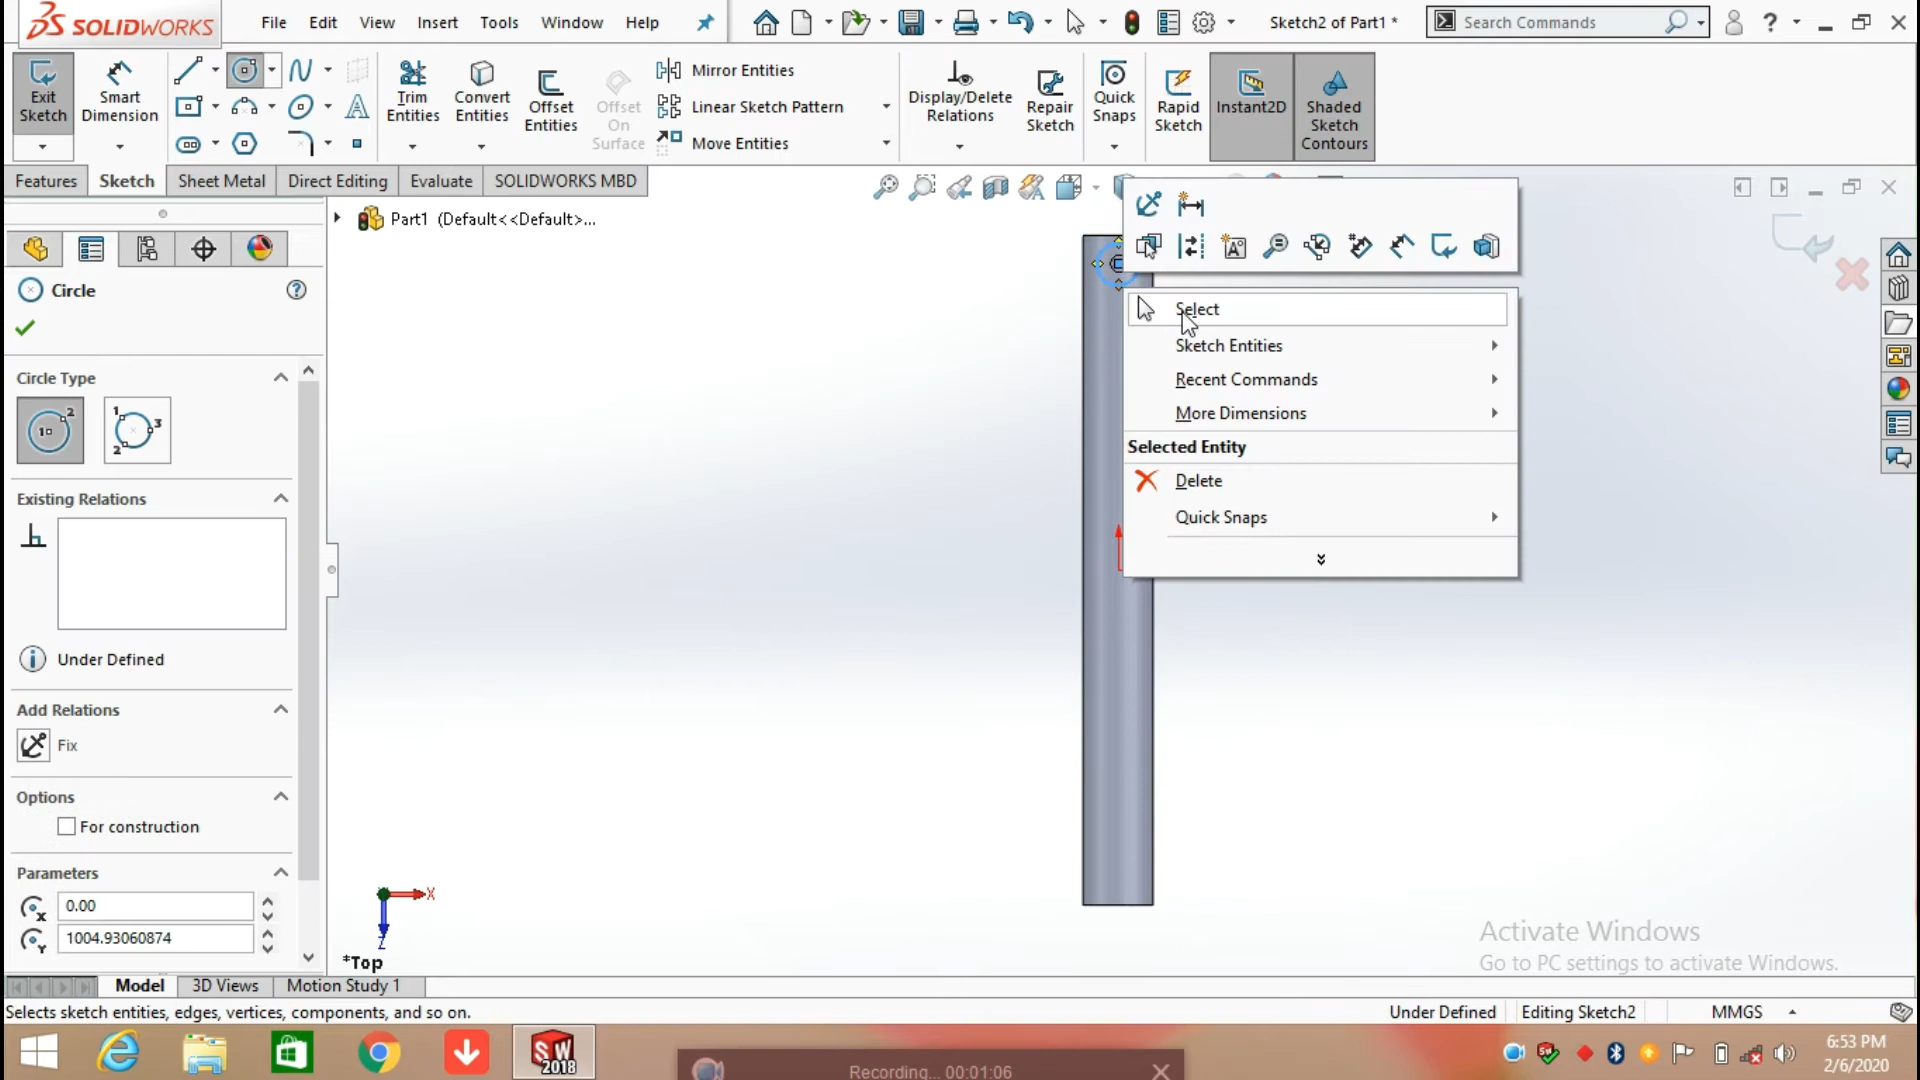 SOLIDWORKS
File Edit View Insert Tools Window Help
Sketch2 of Part1 *
Search Commands
Exit Sketch
Smart Dimension
Trim Entities
Convert Entities
Offset Entities
Offset On Surface
Mirror Entities
Linear Sketch Pattern
Move Entities
Display/Delete Relations
Repair Sketch
Quick Snaps
Rapid Sketch
Instant2D
Shaded Sketch Contours
Features Sketch Sheet Metal Direct Editing Evaluate SOLIDWORKS MBD
Part1 (Default<<Default>...
Circle
Circle Type
Existing Relations
Under Defined
Add Relations
Fix
Options
For construction
Parameters
0.00
1004.93060874
Select
Sketch Entities
Recent Commands
More Dimensions
Selected Entity
Delete
Quick Snaps
X
Z
*Top
Activate Windows
Go to PC settings to activate Windows.
Model 3D Views Motion Study 1
Selects sketch entities, edges, vertices, components, and so on.
Under Defined Editing Sketch2 MMGS
SW 2018
Recording... 00:01:06
6:53 PM
2/6/2020